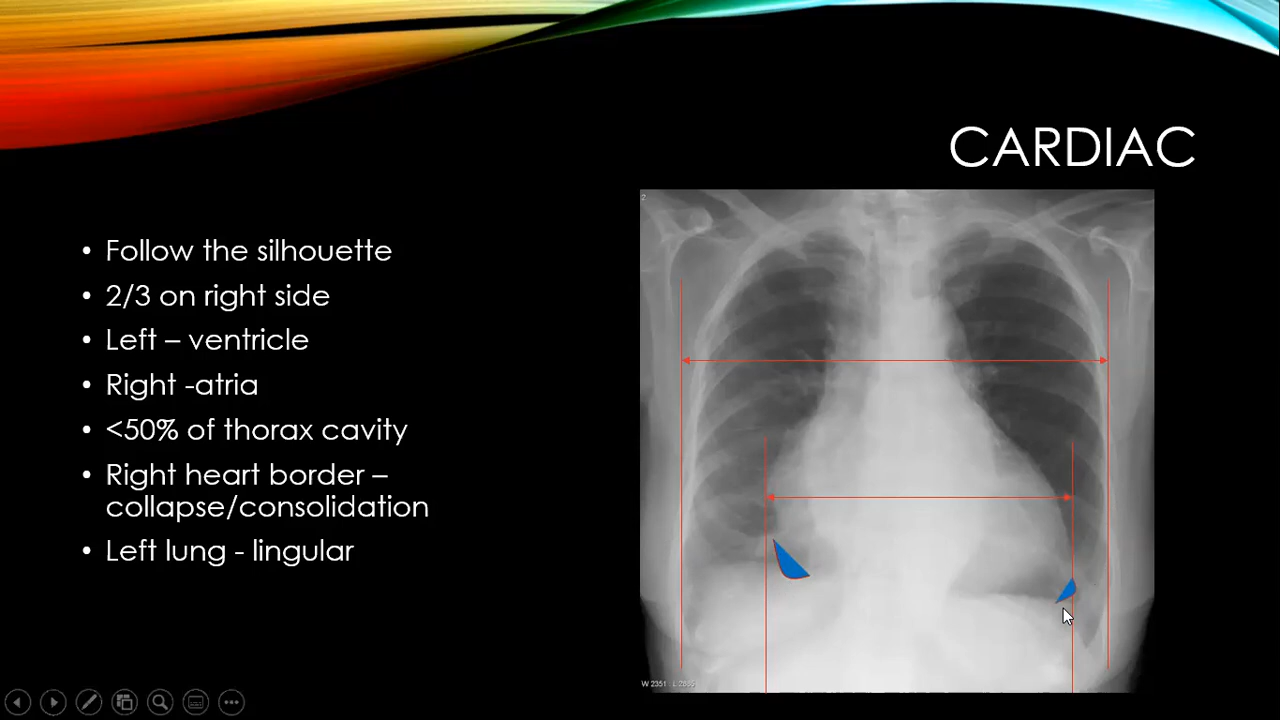 CARDIAC
• Follow the silhouette
• 2/3 on right side
• Left – ventricle
• Right -atria
• <50% of thorax cavity
• Right heart border –
collapse/consolidation
• Left lung - lingular
2